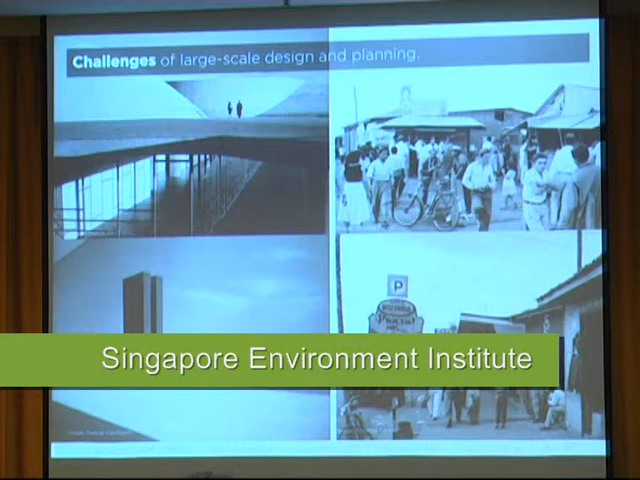 Challenges of large-scale design and planning.
P
Singapore Environment Institute